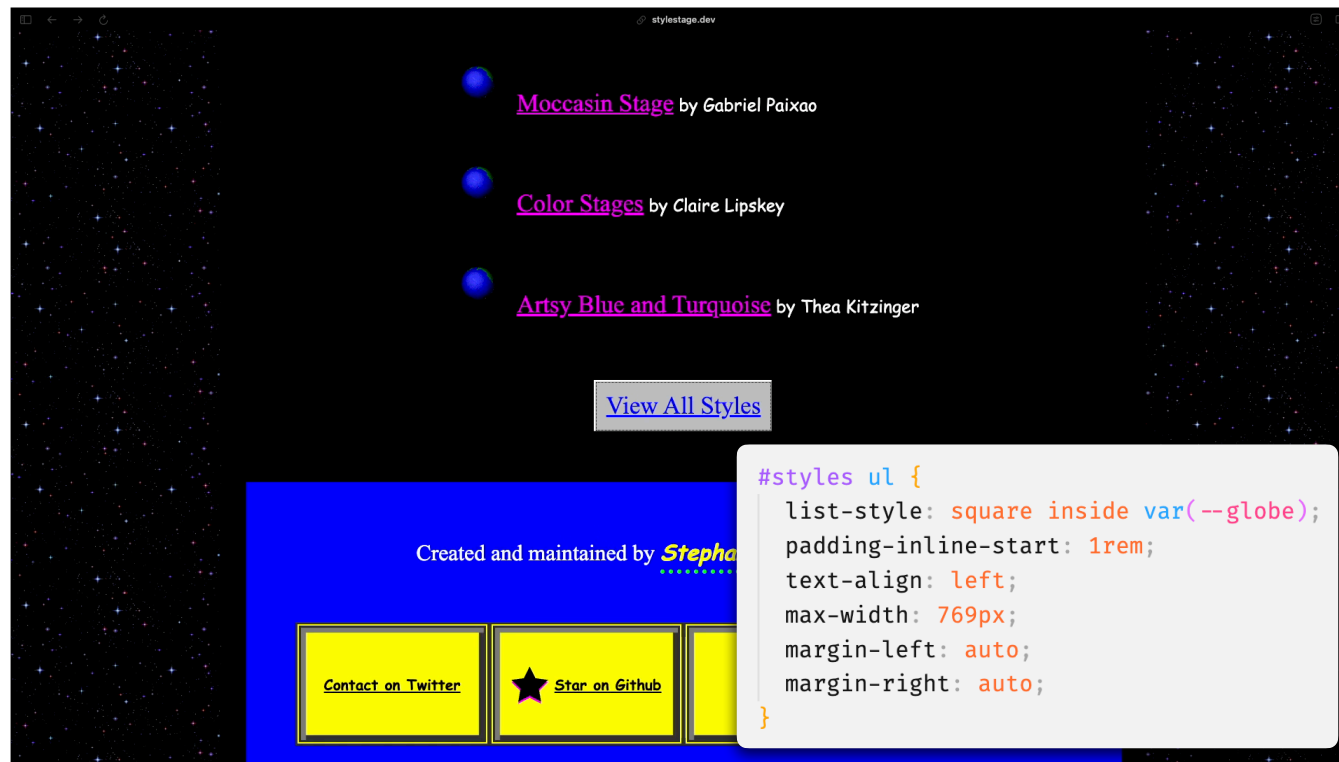 stylestage.dev
Moccasin Stage by Gabriel Paixao
Color Stages by Claire Lipskey
Artsy Blue and Turquoise by Thea Kitzinger
View All Styles
Created and maintained by Stepha
Contact on Twitter
Star on Github
#styles ul {
list-style: square inside var(--globe);
padding-inline-start: 1rem;
text-align: left;
max-width: 769px;
margin-left: auto;
margin-right: auto;
}